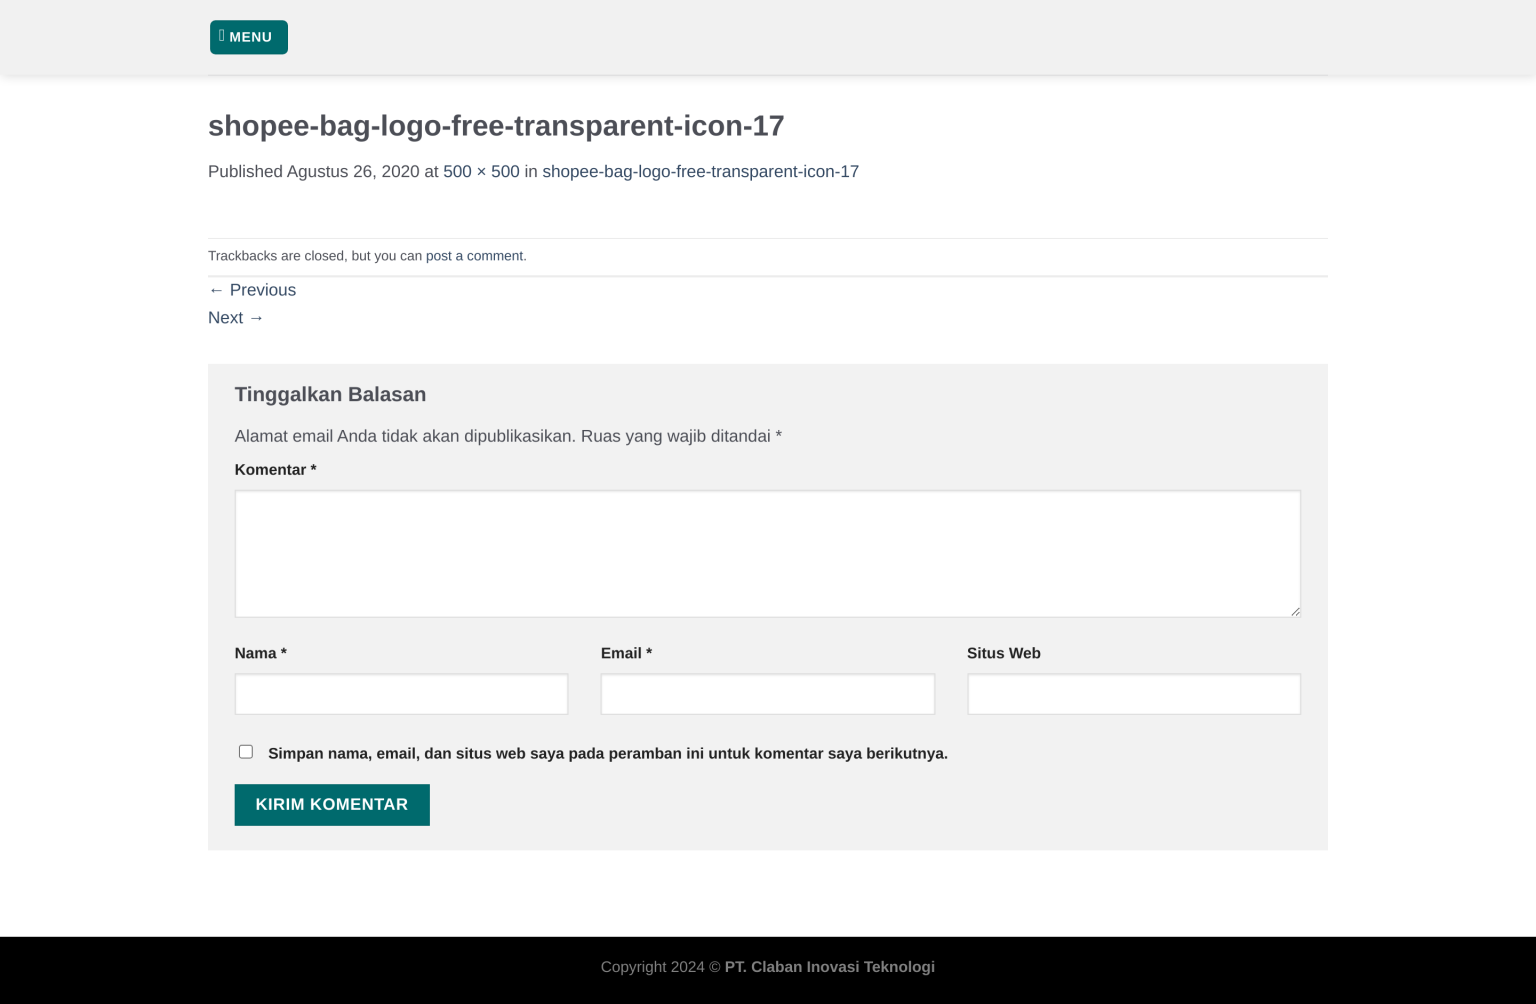 MENU
shopee-bag-logo-free-transparent-icon-17
Published Agustus 26, 2020 at 500 × 500 in shopee-bag-logo-free-transparent-icon-17
Trackbacks are closed, but you can post a comment.
← Previous
Next →
Tinggalkan Balasan
Alamat email Anda tidak akan dipublikasikan. Ruas yang wajib ditandai *
Komentar *
Nama *
Email *
Situs Web
Simpan nama, email, dan situs web saya pada peramban ini untuk komentar saya berikutnya.
KIRIM KOMENTAR
Copyright 2024 © PT. Claban Inovasi Teknologi